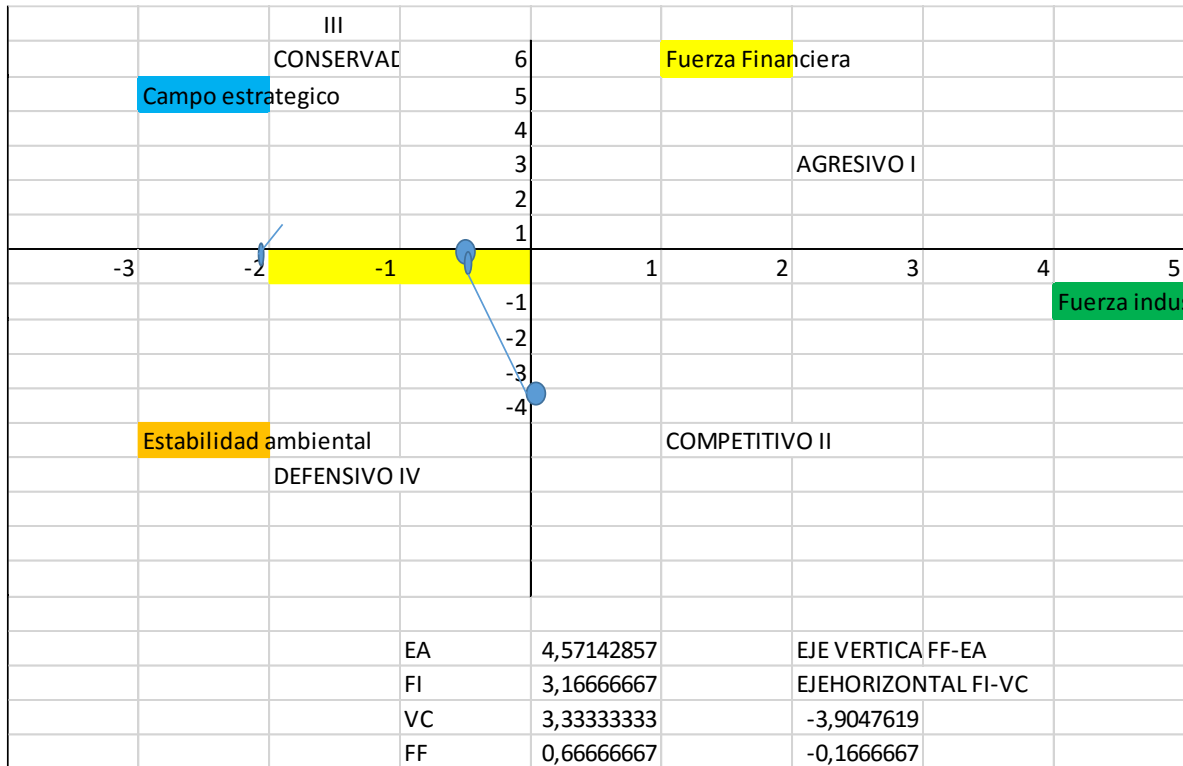 III
CONSERVAD 6 Fuerza Financiera
Campo estrategico 5
4
3 AGRESIVO I
2
1
-3 -2 -1 1 2 3 4 5
-1 Fuerza indus
-2
-3
-4
Estabilidad ambiental COMPETITIVO II
DEFENSIVO IV
EA 4,57142857 EJE VERTICA FF-EA
FI 3,16666667 EJEHORIZONTAL FI-VC
VC 3,33333333 -3,9047619
FF 0,66666667 -0,1666667